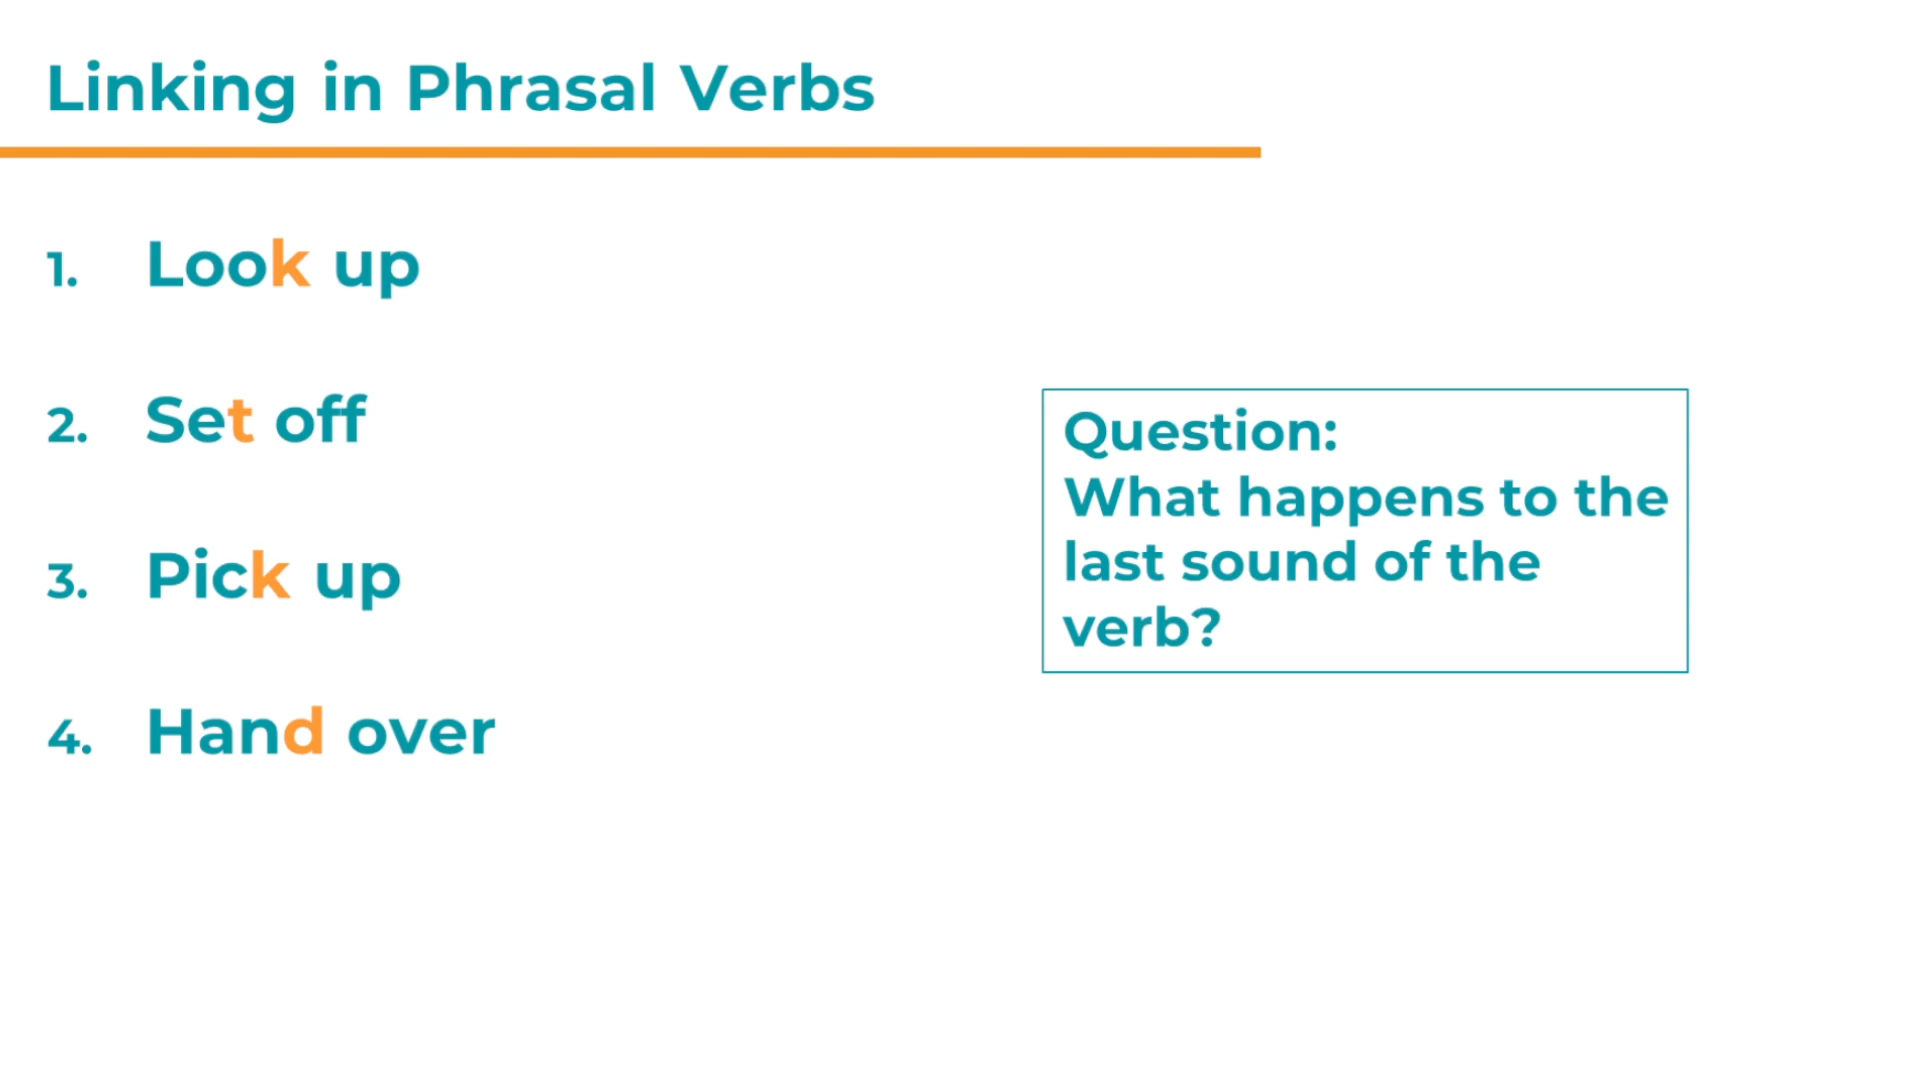 Linking in Phrasal Verbs
1. Look up
2. Set off
3. Pick up
4. Hand over
Question:
What happens to the
last sound of the
verb?